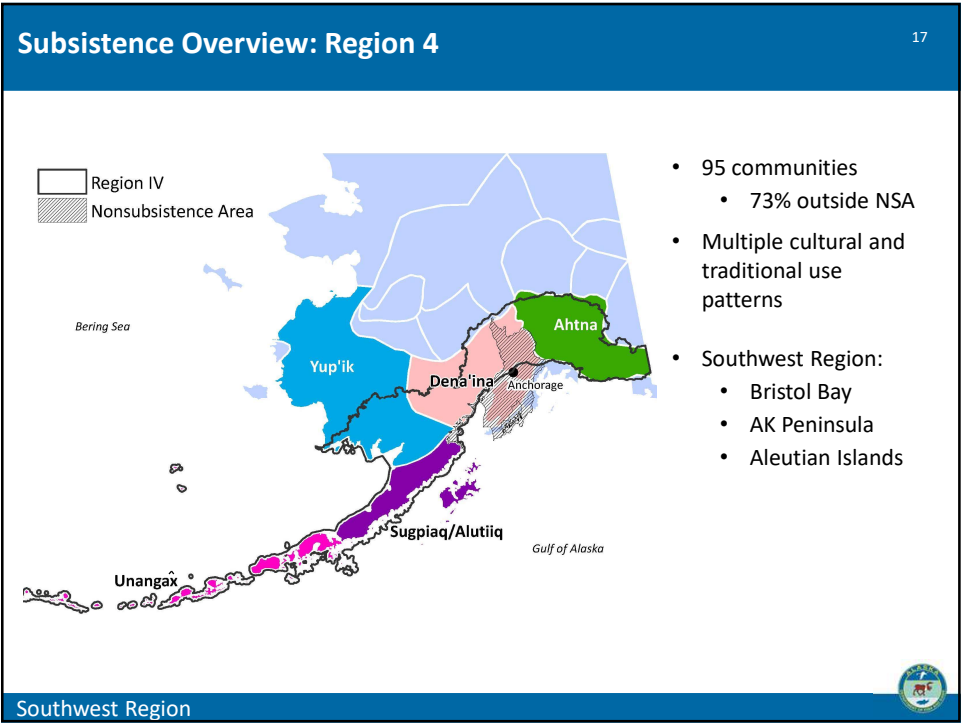 Subsistence Overview: Region 4
17
Region IV
Nonsubsistence Area
Bering Sea
Yup'ik
Dena'ina
Ahtna
Anchorage
Sugpiaq/Alutiiq
Gulf of Alaska
Unangax̂
• 95 communities
• 73% outside NSA
• Multiple cultural and
traditional use
patterns
• Southwest Region:
• Bristol Bay
• AK Peninsula
• Aleutian Islands
ALASKA
Southwest Region